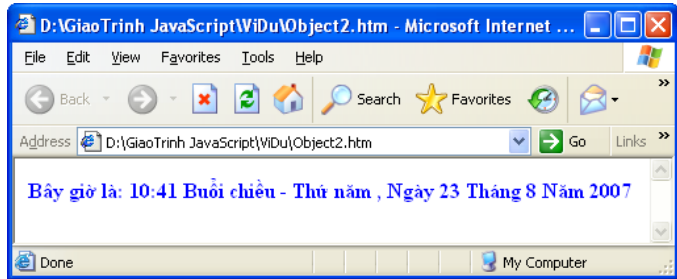 D:\GiaoTrinh JavaScript\ViDu\Object2.htm - Microsoft Internet ...
File Edit View Favorites Tools Help
Back Search Favorites »
Address D:\GiaoTrinh JavaScript\ViDu\Object2.htm Go Links »
Bây giờ là: 10:41 Buổi chiều - Thứ năm , Ngày 23 Tháng 8 Năm 2007
Done My Computer